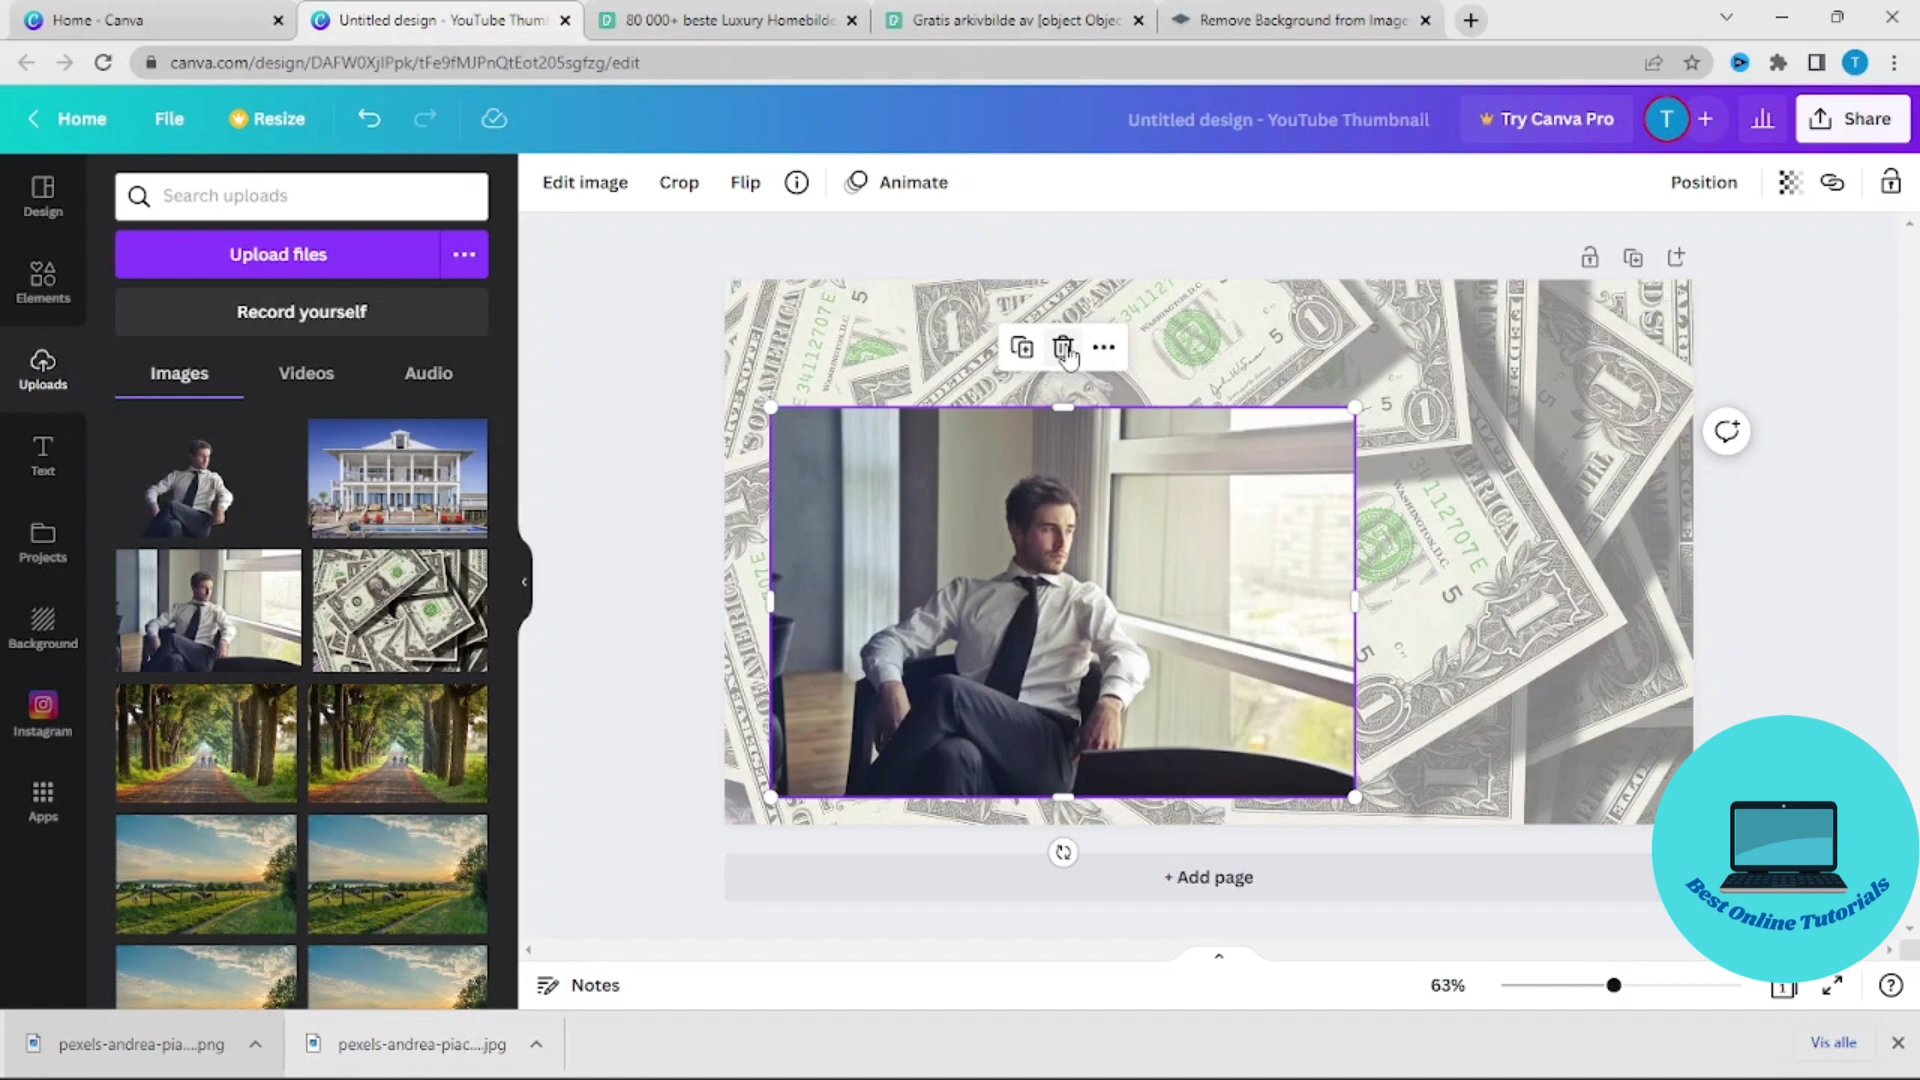 Home - Canva
Untitled design - YouTube Thumb
80 000+ beste Luxury Homebilde
Gratis arkivbilde av [object Objec
Remove Background from Image
canva.com/design/DAFW0XjlPpk/tFe9fMJPnQtEot205sgfzg/edit
T
Home
File
Resize
Untitled design - YouTube Thumbnail
Try Canva Pro
T
Share
Design
Elements
Uploads
Text
Projects
Background
Instagram
Apps
Search uploads
Upload files
Record yourself
Images
Videos
Audio
Edit image
Crop
Flip
Animate
Position
+ Add page
Notes
63%
1
Best Online Tutorials
pexels-andrea-pia....png
pexels-andrea-piac....jpg
Vis alle